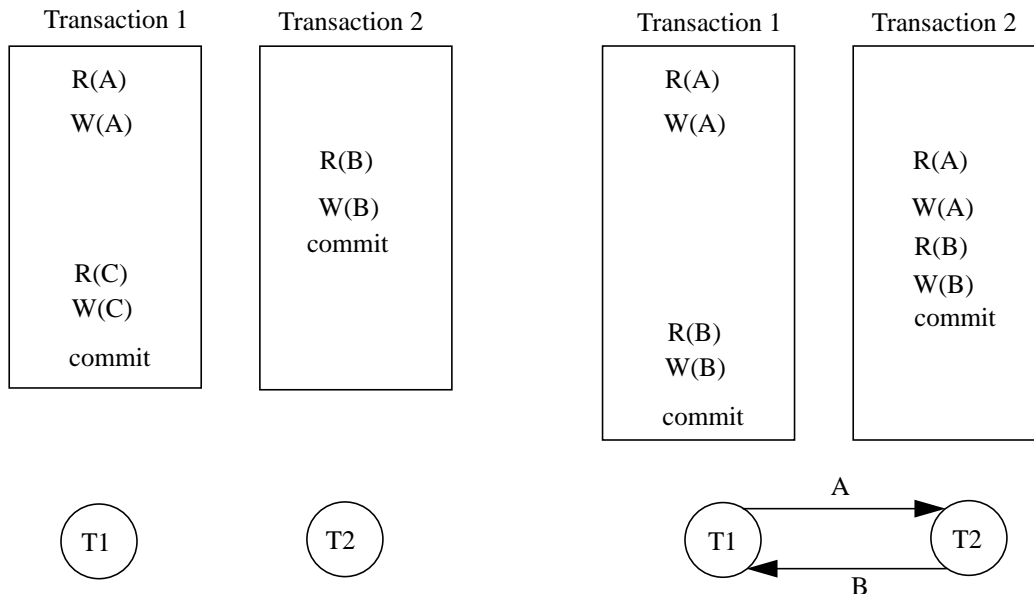 Transaction 1
Transaction 2
R(A)
W(A)
R(B)
W(B)
commit
R(C)
W(C)
commit
T1
T2
Transaction 1
Transaction 2
R(A)
W(A)
R(A)
W(A)
R(B)
W(B)
commit
R(B)
W(B)
commit
A
T1
T2
B